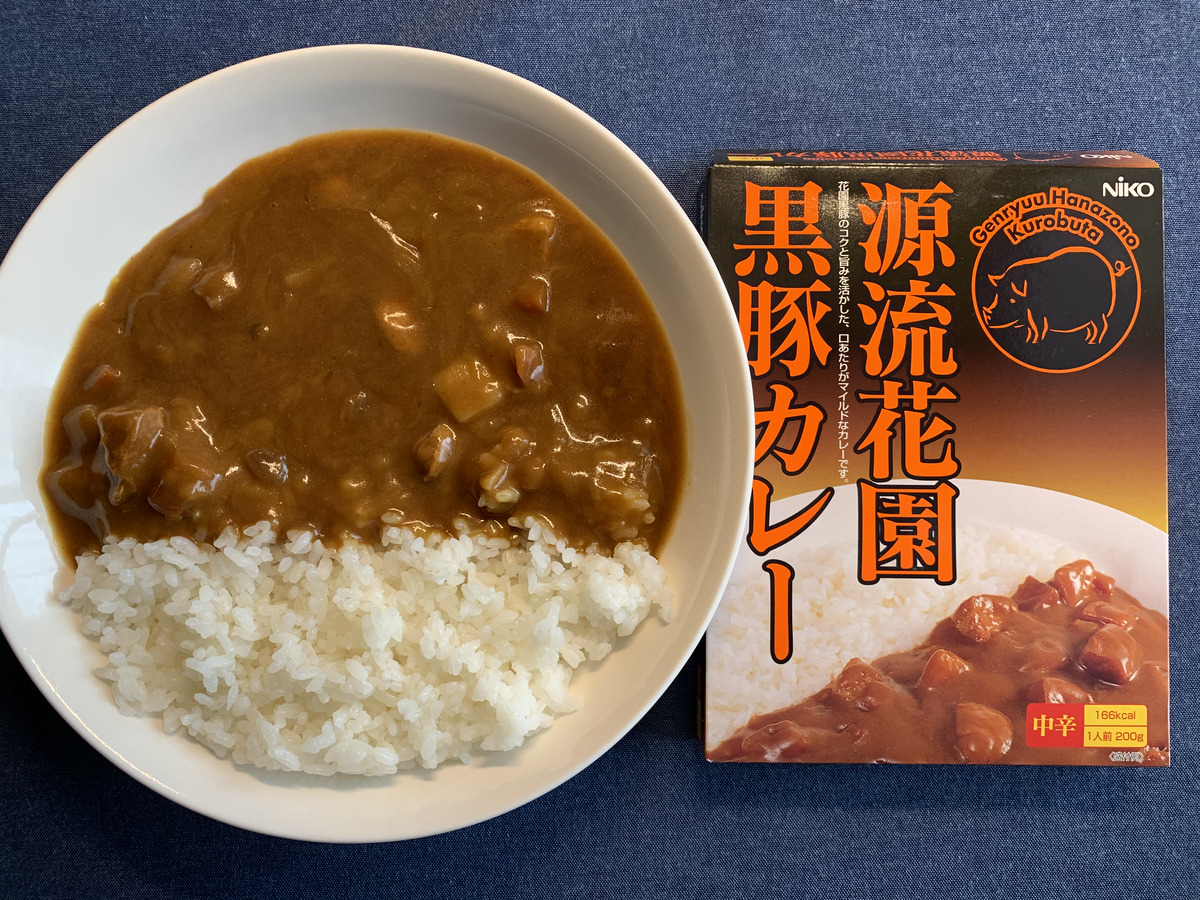 NiKO
Genryuu Hanazono
Kurobuta
源流花園
黒豚カレー
花園黒豚のコクと旨みを活かした、口あたりがマイルドなカレーです。
中辛
166kcal
1人前 200g